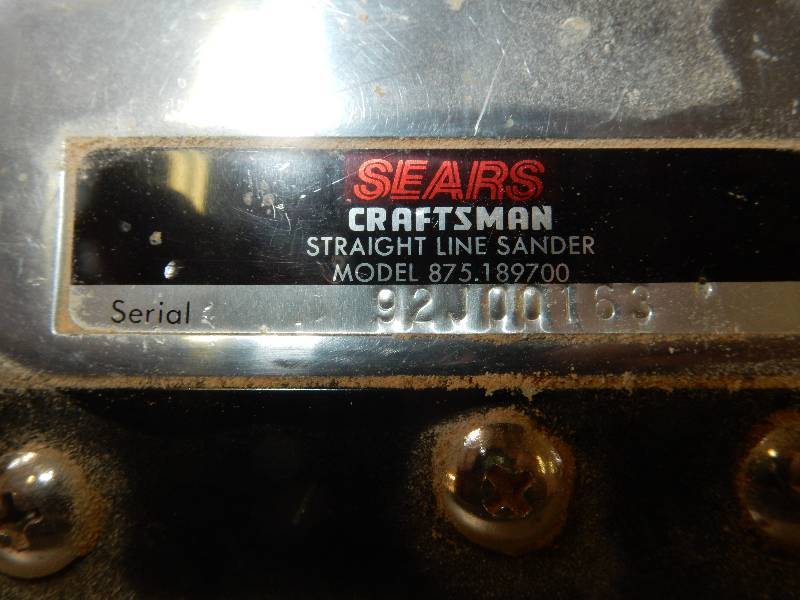 SEARS
CRAFTSMAN
STRAIGHT LINE SANDER
MODEL 875.189700
Serial 92J00163